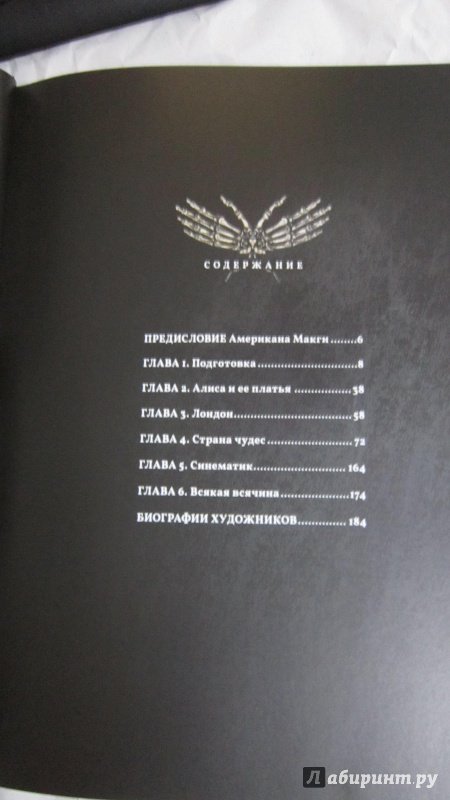 СОДЕРЖАНИЕ
ПРЕДИСЛОВИЕ Американа Макги........6
ГЛАВА 1. Подготовка..........................8
ГЛАВА 2. Алиса и ее платья ..............38
ГЛАВА 3. Лондон..............................58
ГЛАВА 4. Страна чудес .....................72
ГЛАВА 5. Синематик........................ 164
ГЛАВА 6. Всякая всячина..................174
БИОГРАФИИ ХУДОЖНИКОВ............. 184
Лабиринт.ру